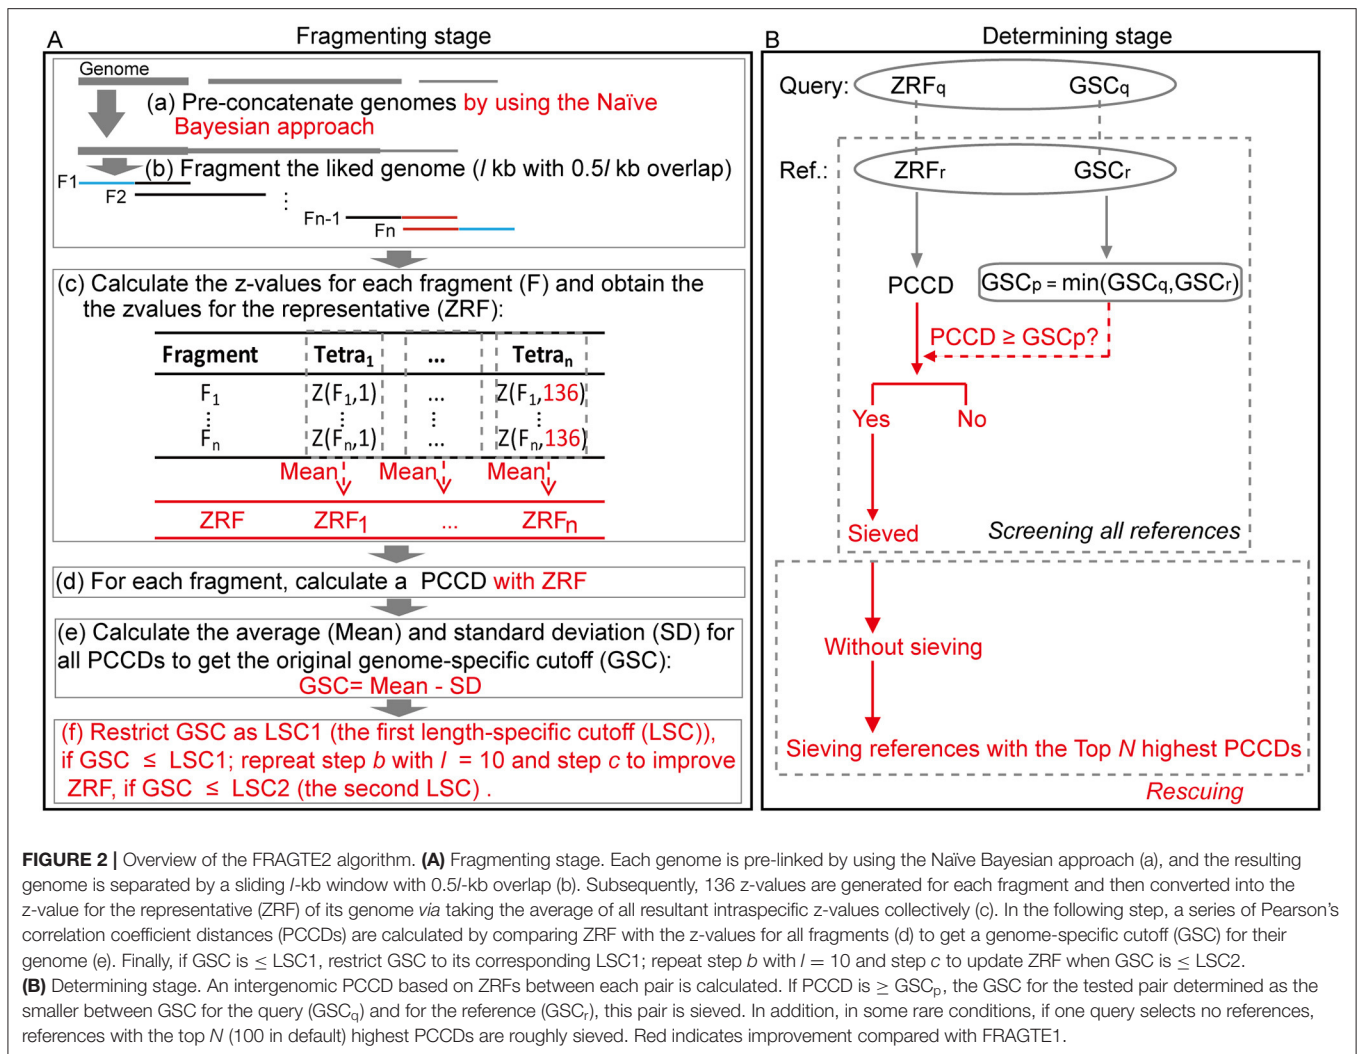 A
Fragmenting stage
Genome
(a) Pre-concatenate genomes by using the Naïve
Bayesian approach
(b) Fragment the liked genome (l kb with 0.5l kb overlap)
F1
F2
⋮
Fn-1
Fn
(c) Calculate the z-values for each fragment (F) and obtain the
the zvalues for the representative (ZRF):
Fragment Tetra1 ... Tetran
F1 Z(F1,1) ... Z(F1,136)
⋮ ⋮ ⋮
Fn Z(Fn,1) ... Z(Fn,136)
Mean Mean Mean
ZRF ZRF1 ... ZRFn
(d) For each fragment, calculate a PCCD with ZRF
(e) Calculate the average (Mean) and standard deviation (SD) for
all PCCDs to get the original genome-specific cutoff (GSC):
GSC= Mean - SD
(f) Restrict GSC as LSC1 (the first length-specific cutoff (LSC)),
if GSC ≤ LSC1; repreat step b with l = 10 and step c to improve
ZRF, if GSC ≤ LSC2 (the second LSC) .
B
Determining stage
Query: ZRFq GSCq
Ref.: ZRFr GSCr
PCCD GSCp = min(GSCq,GSCr)
PCCD ≥ GSCp?
Yes No
Sieved
Screening all references
Without sieving
Sieving references with the Top N highest PCCDs
Rescuing
FIGURE 2 | Overview of the FRAGTE2 algorithm. (A) Fragmenting stage. Each genome is pre-linked by using the Naïve Bayesian approach (a), and the resulting
genome is separated by a sliding l-kb window with 0.5l-kb overlap (b). Subsequently, 136 z-values are generated for each fragment and then converted into the
z-value for the representative (ZRF) of its genome via taking the average of all resultant intraspecific z-values collectively (c). In the following step, a series of Pearson's
correlation coefficient distances (PCCDs) are calculated by comparing ZRF with the z-values for all fragments (d) to get a genome-specific cutoff (GSC) for their
genome (e). Finally, if GSC is ≤ LSC1, restrict GSC to its corresponding LSC1; repeat step b with l = 10 and step c to update ZRF when GSC is ≤ LSC2.
(B) Determining stage. An intergenomic PCCD based on ZRFs between each pair is calculated. If PCCD is ≥ GSCp, the GSC for the tested pair determined as the
smaller between GSC for the query (GSCq) and for the reference (GSCr), this pair is sieved. In addition, in some rare conditions, if one query selects no references,
references with the top N (100 in default) highest PCCDs are roughly sieved. Red indicates improvement compared with FRAGTE1.